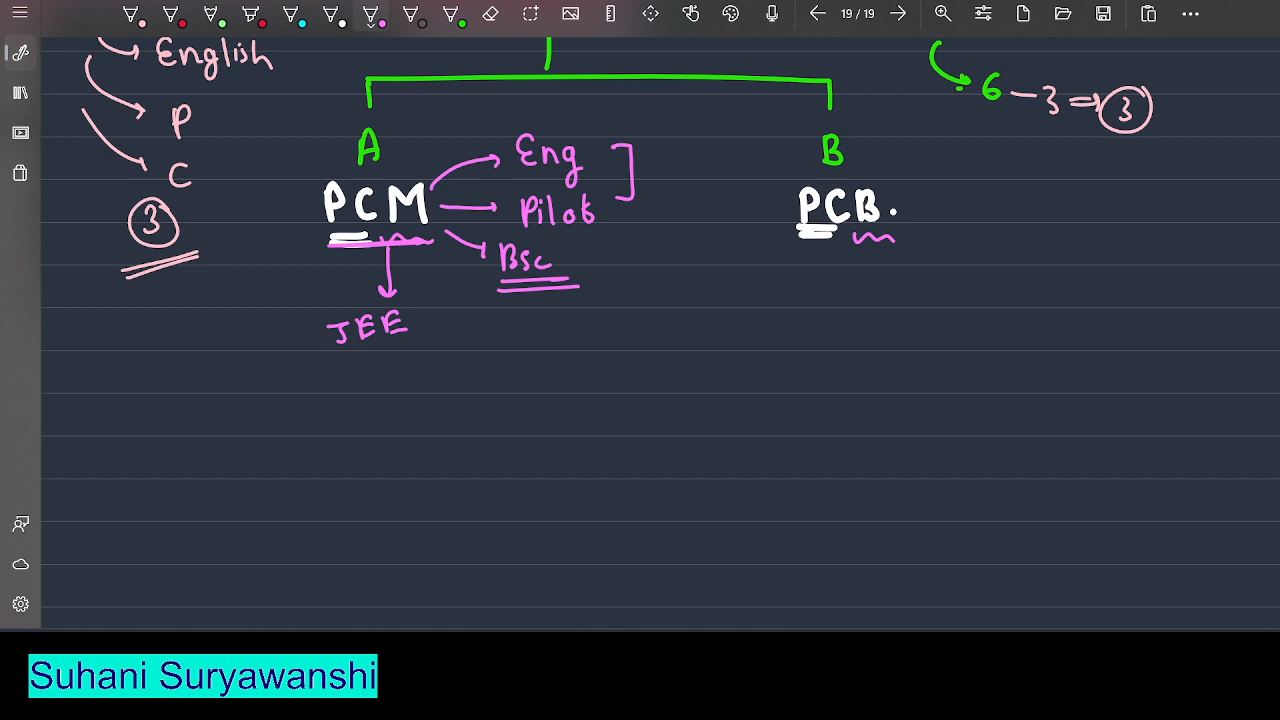 19/19
English
6 – 3 ⇒ 3
P
A
Eng
B
C
PCM
Pilot
PCB.
3
Bsc
JEE
Suhani Suryawanshi